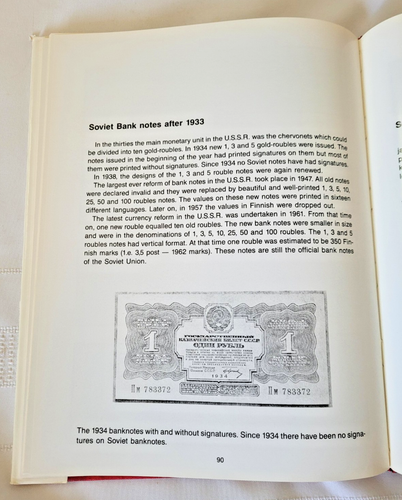 Soviet Bank notes after 1933
In the thirties the main monetary unit in the U.S.S.R. was the chervonets which could
be divided into ten gold-roubles. In 1934 new 1, 3 and 5 gold-roubles were issued. The
notes issued in the beginning of the year had printed signatures on them but most of
them were printed without signatures. Since 1934 no Soviet notes have had signatures.
In 1938, the designs of the 1, 3 and 5 rouble notes were again renewed.
The largest ever reform of bank notes in the U.S.S.R. took place in 1947. All old notes
were declared invalid and they were replaced by beautiful and well-printed 1, 3, 5, 10,
25, 50 and 100 roubles notes. The values on these new notes were printed in sixteen
different languages. Later on, in 1957 the values in Finnish were dropped out.
The latest currency reform in the U.S.S.R. was undertaken in 1961. From that time
on, one new rouble equalled ten old roubles. The new bank notes were smaller in size
and were in the denominations of 1, 3, 5, 10, 25, 50 and 100 roubles. The 1, 3 and 5
roubles notes had vertical format. At that time one rouble was estimated to be 350 Fin-
nish marks (1.e. 3,5 post — 1962 marks). These notes are still the official bank notes
of the Soviet Union.
ГОСУДАРСТВЕННЫЙ
КАЗНАЧЕЙСКИЙ БИЛЕТ СССР
ОДИН РУБЛЬ
1 1
1934
Пм 783372 Пм 783372
The 1934 banknotes with and without signatures. Since 1934 there have been no signa-
tures on Soviet banknotes.
90